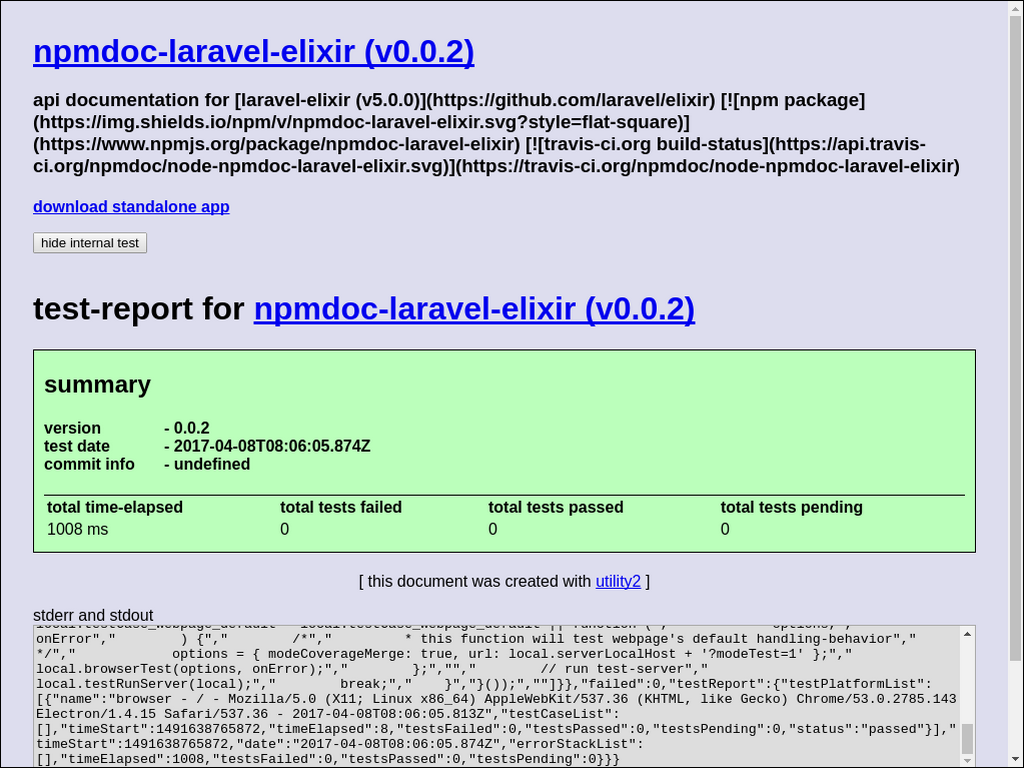 npmdoc-laravel-elixir (v0.0.2)
api documentation for [laravel-elixir (v5.0.0)](https://github.com/laravel/elixir) [![npm package]
(https://img.shields.io/npm/v/npmdoc-laravel-elixir.svg?style=flat-square)]
(https://www.npmjs.org/package/npmdoc-laravel-elixir) [![travis-ci.org build-status](https://api.travis-
ci.org/npmdoc/node-npmdoc-laravel-elixir.svg)](https://travis-ci.org/npmdoc/node-npmdoc-laravel-elixir)
download standalone app
hide internal test
test-report for npmdoc-laravel-elixir (v0.0.2)
summary
version - 0.0.2
test date - 2017-04-08T08:06:05.874Z
commit info - undefined
total time-elapsed total tests failed total tests passed total tests pending
1008 ms 0 0 0
[ this document was created with utility2 ]
stderr and stdout
onError","        ) {","        /*","         * this function will test webpage's default handling-behavior","
*/","            options = { modeCoverageMerge: true, url: local.serverLocalHost + '?modeTest=1' };","
local.browserTest(options, onError);","        };","","        // run test-server","
local.testRunServer(local);","        break;","    }","}());",""]}},"failed":0,"testReport":{"testPlatformList":
[{"name":"browser - / - Mozilla/5.0 (X11; Linux x86_64) AppleWebKit/537.36 (KHTML, like Gecko) Chrome/53.0.2785.143
Electron/1.4.15 Safari/537.36 - 2017-04-08T08:06:05.813Z","testCaseList":
[],"timeStart":1491638765872,"timeElapsed":8,"testsFailed":0,"testsPassed":0,"testsPending":0,"status":"passed"}],"
timeStart":1491638765872,"date":"2017-04-08T08:06:05.874Z","errorStackList":
[],"timeElapsed":1008,"testsFailed":0,"testsPassed":0,"testsPending":0}}}